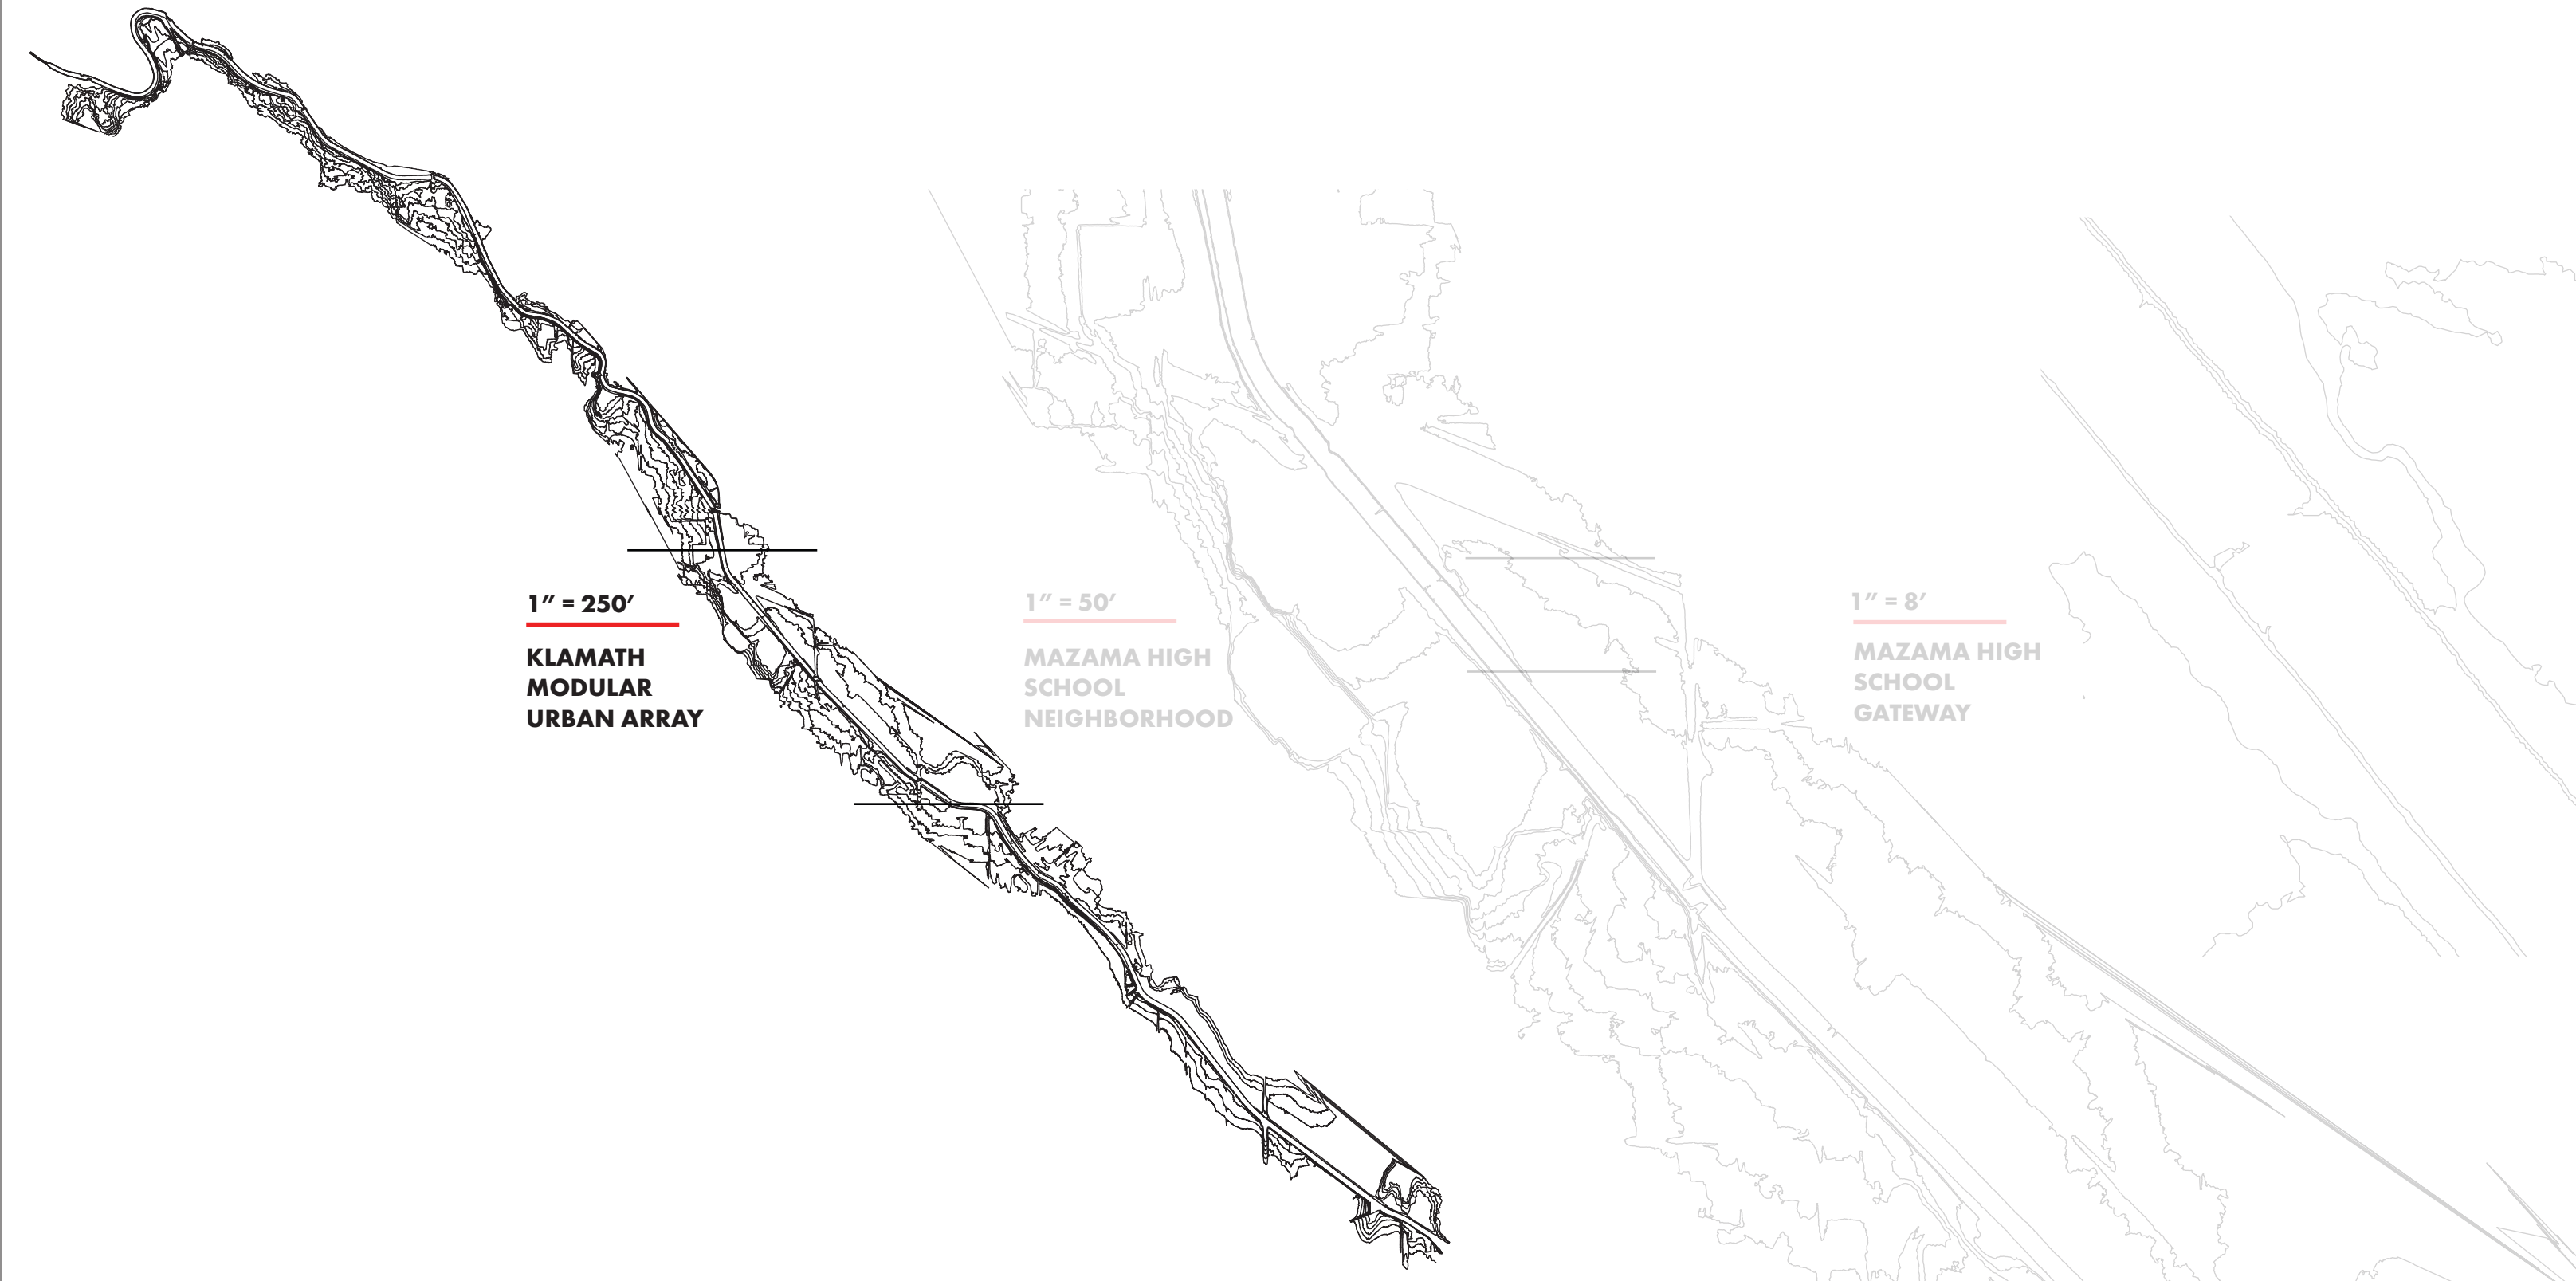 1″ = 250′
KLAMATH
MODULAR
URBAN ARRAY
1″ = 50′
MAZAMA HIGH
SCHOOL
NEIGHBORHOOD
1″ = 8′
MAZAMA HIGH
SCHOOL
GATEWAY